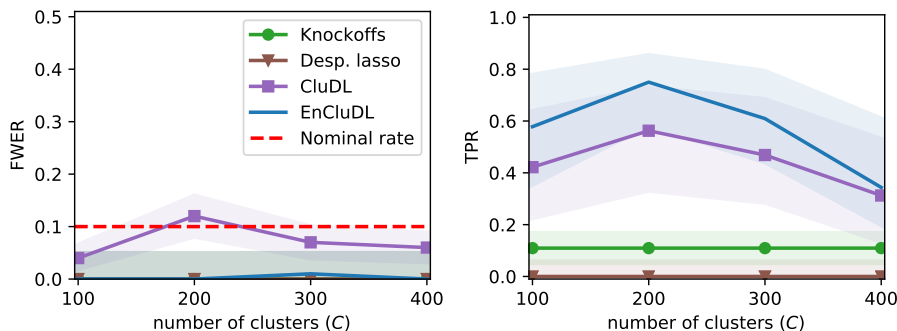 0.5
0.4
0.3
0.2
0.1
0.0
FWER
Knockoffs
Desp. lasso
CluDL
EnCluDL
Nominal rate
100 200 300 400
number of clusters (C)
1.0
0.8
0.6
0.4
0.2
0.0
TPR
100 200 300 400
number of clusters (C)